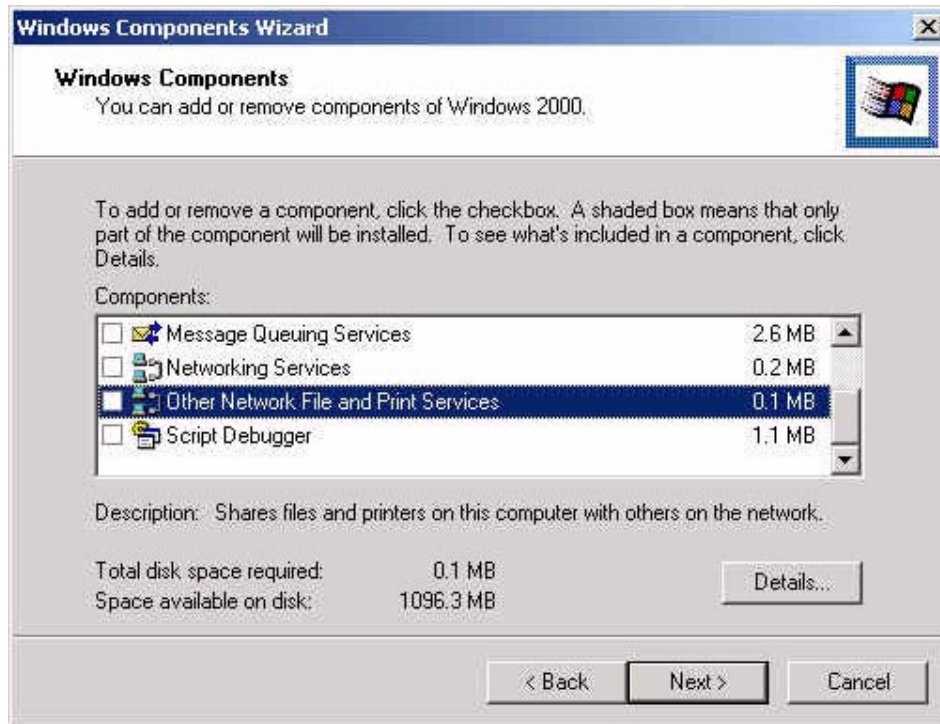 Windows Components Wizard
Windows Components
You can add or remove components of Windows 2000.
To add or remove a component, click the checkbox. A shaded box means that only
part of the component will be installed. To see what's included in a component, click
Details.
Components:
Message Queuing Services 2.6 MB
Networking Services 0.2 MB
Other Network File and Print Services 0.1 MB
Script Debugger 1.1 MB
Description: Shares files and printers on this computer with others on the network.
Total disk space required: 0.1 MB
Space available on disk: 1096.3 MB
Details...
< Back Next > Cancel